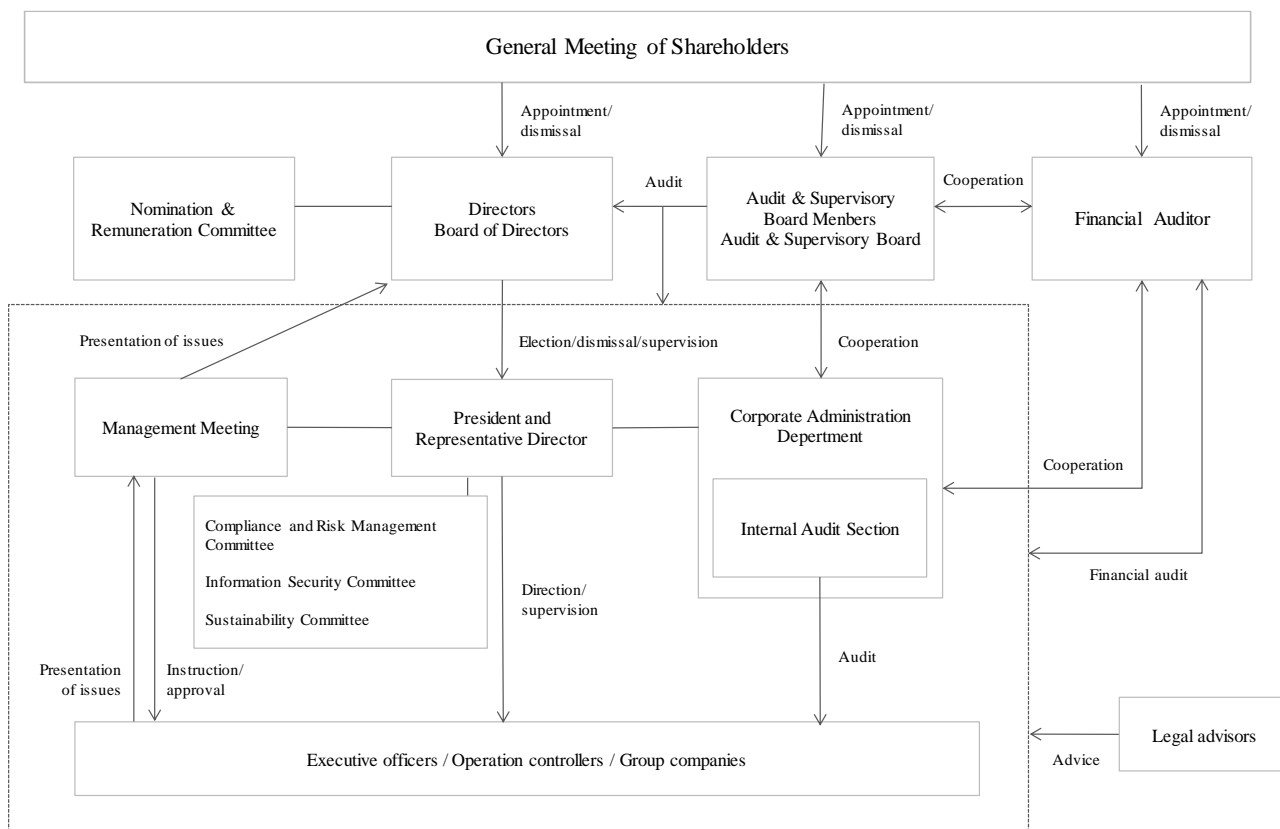 General Meeting of Shareholders
Appointment/
dismissal
Appointment/
dismissal
Appointment/
dismissal
Nomination &
Remuneration Committee
Directors
Board of Directors
Audit
Audit & Supervisory
Board Menbers
Audit & Supervisory Board
Cooperation
Financial Auditor
Presentation of issues
Election/dismissal/supervision
Cooperation
Management Meeting
President and
Representative Director
Corporate Administration
Depertment
Cooperation
Internal Audit Section
Compliance and Risk Management
Committee
Information Security Committee
Sustainability Committee
Direction/
supervision
Financial audit
Presentation
of issues
Instruction/
approval
Audit
Legal advisors
Advice
Executive officers / Operation controllers / Group companies